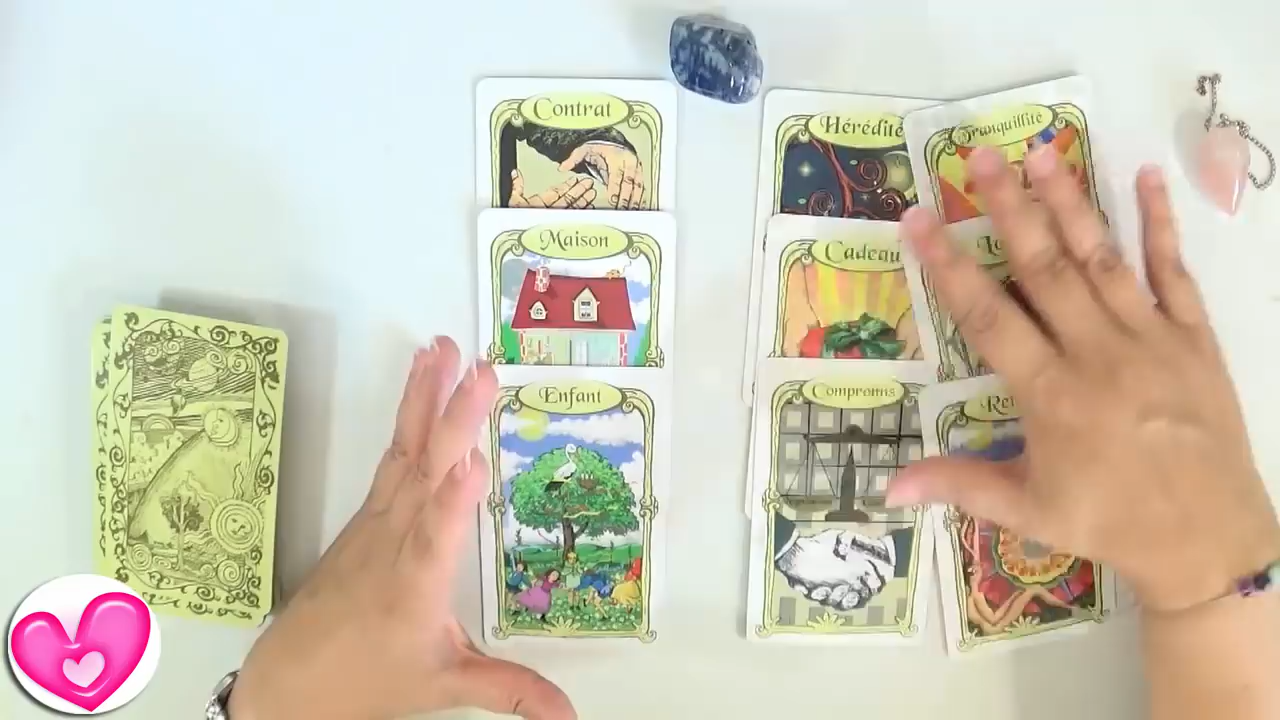 Contrat
Maison
Enfant
Hérédité
Cadeau
Compromis
Tranquillité